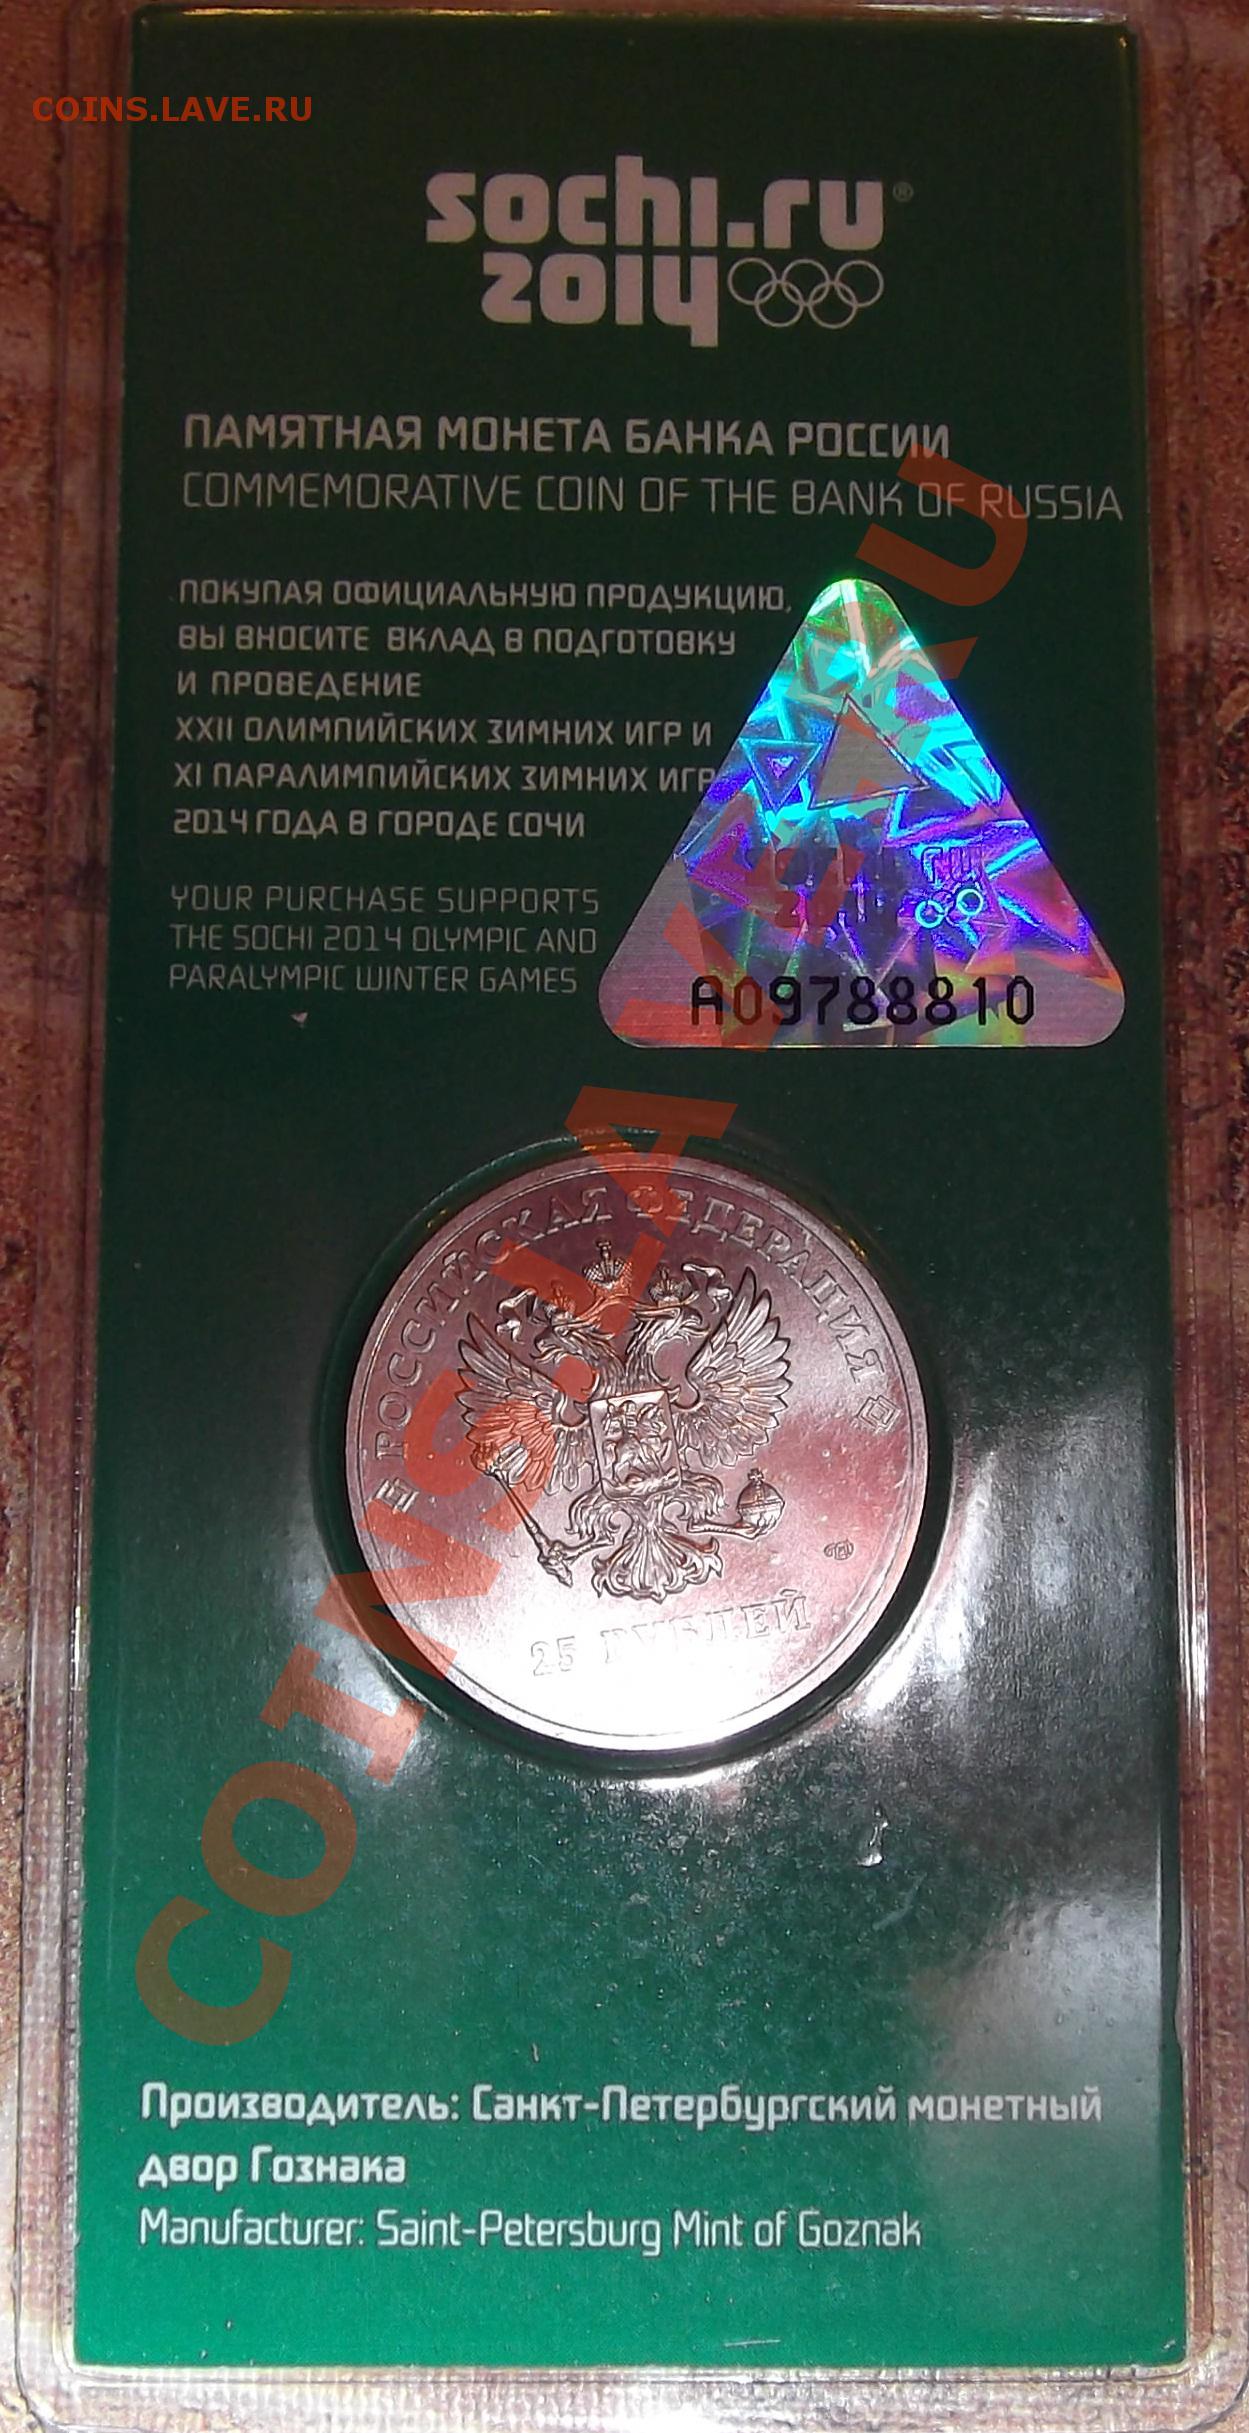 COINS.LAVE.RU
sochi.ru®
2014
ПАМЯТНАЯ МОНЕТА БАНКА РОССИИ
COMMEMORATIVE COIN OF THE BANK OF RUSSIA
ПОКУПАЯ ОФИЦИАЛЬНУЮ ПРОДУКЦИЮ,
ВЫ ВНОСИТЕ ВКЛАД В ПОДГОТОВКУ
И ПРОВЕДЕНИЕ
XXII ОЛИМПИЙСКИХ ЗИМНИХ ИГР И
XI ПАРАЛИМПИЙСКИХ ЗИМНИХ ИГР
2014 ГОДА В ГОРОДЕ СОЧИ
YOUR PURCHASE SUPPORTS
THE SOCHI 2014 OLYMPIC AND
PARALYMPIC WINTER GAMES
A09788810
РОССИЙСКАЯ ФЕДЕРАЦИЯ
25 РУБЛЕЙ
COINS.LAVE.RU
Производитель: Санкт-Петербургский монетный
двор Гознака
Manufacturer: Saint-Petersburg Mint of Goznak